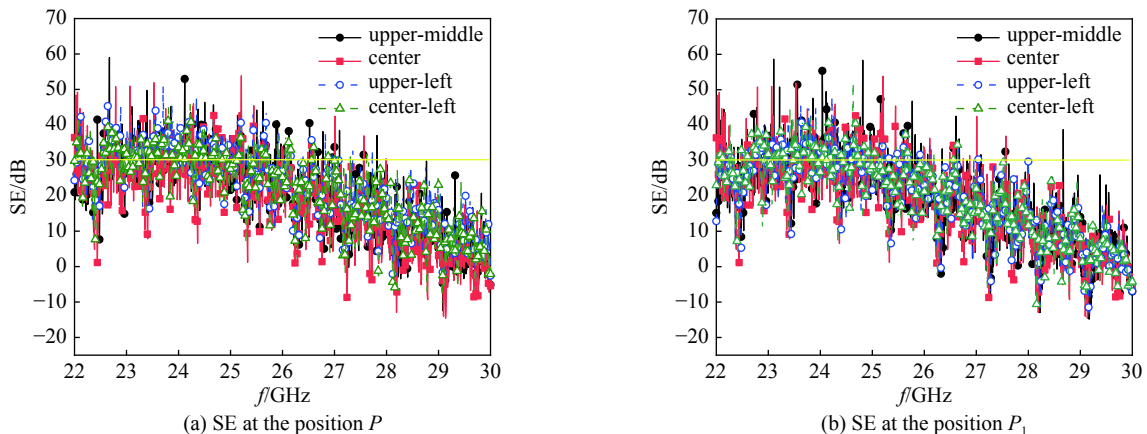 70
60
50
40
30
20
10
0
−10
−20
SE/dB
upper-middle
center
upper-left
center-left
22 23 24 25 26 27 28 29 30
f/GHz
(a) SE at the position P
70
60
50
40
30
20
10
0
−10
−20
SE/dB
upper-middle
center
upper-left
center-left
22 23 24 25 26 27 28 29 30
f/GHz
(b) SE at the position P₁